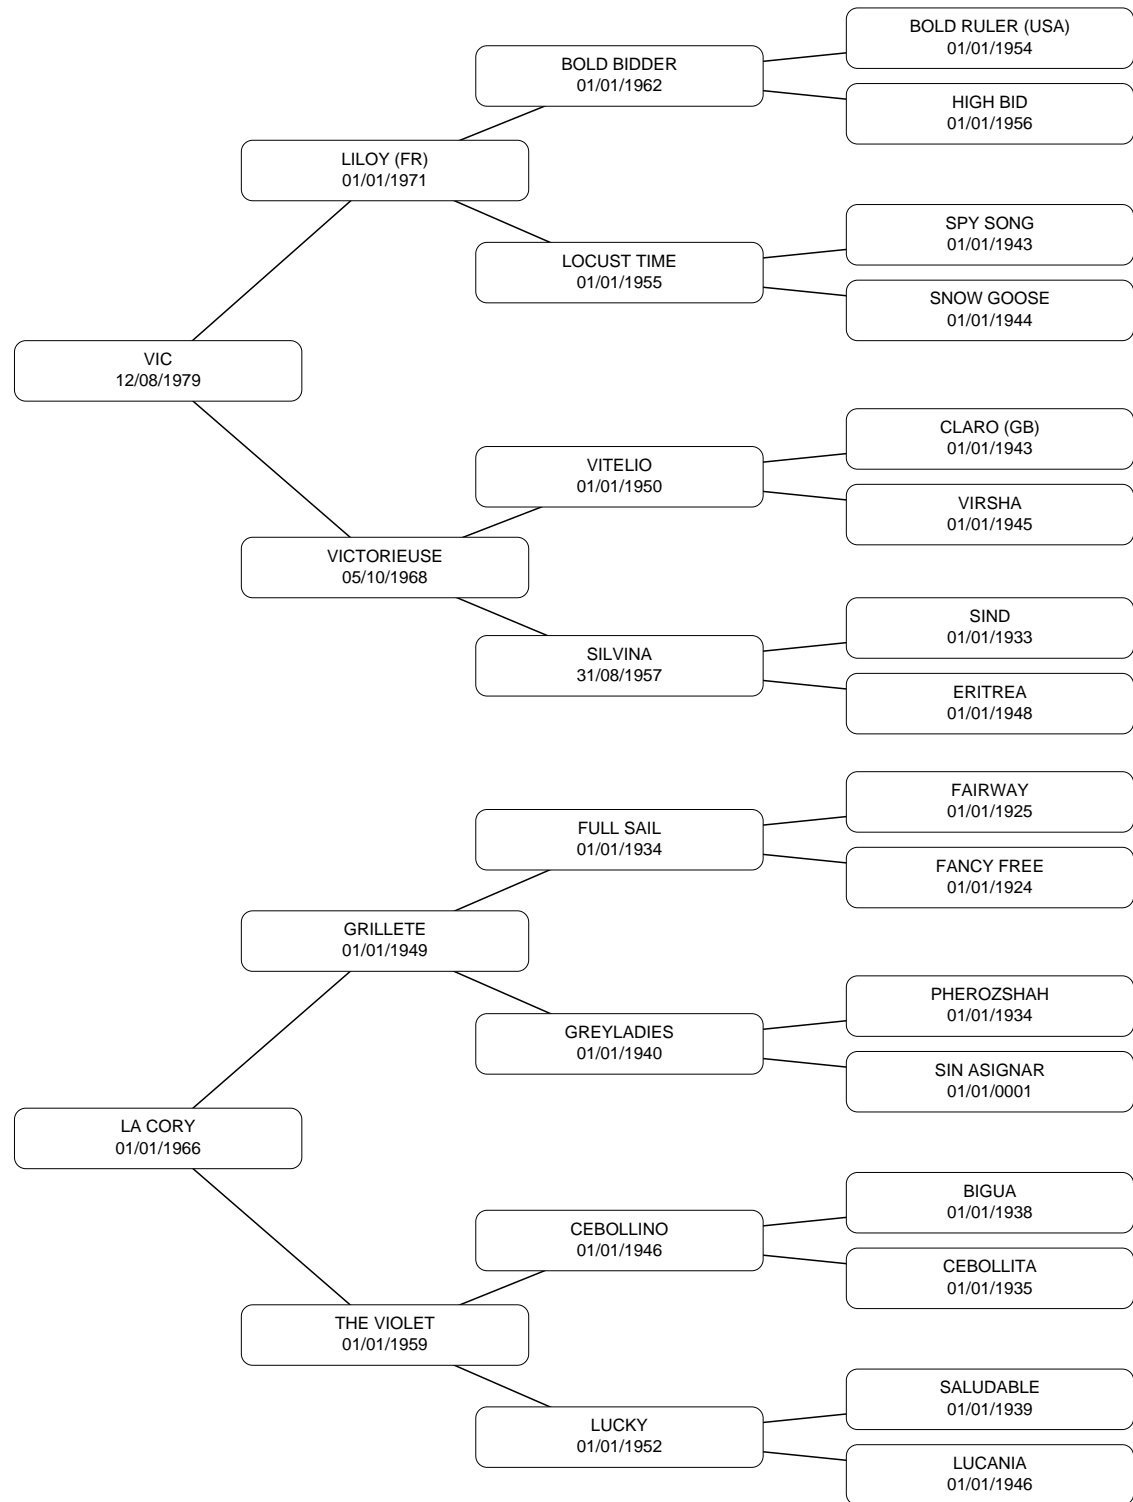 BOLD RULER (USA)
01/01/1954
BOLD BIDDER
01/01/1962
HIGH BID
01/01/1956
LILOY (FR)
01/01/1971
SPY SONG
01/01/1943
LOCUST TIME
01/01/1955
SNOW GOOSE
01/01/1944
VIC
12/08/1979
CLARO (GB)
01/01/1943
VITELIO
01/01/1950
VIRSHA
01/01/1945
VICTORIEUSE
05/10/1968
SIND
01/01/1933
SILVINA
31/08/1957
ERITREA
01/01/1948
FAIRWAY
01/01/1925
FULL SAIL
01/01/1934
FANCY FREE
01/01/1924
GRILLETE
01/01/1949
PHEROZSHAH
01/01/1934
GREYLADIES
01/01/1940
SIN ASIGNAR
01/01/0001
LA CORY
01/01/1966
BIGUA
01/01/1938
CEBOLLINO
01/01/1946
CEBOLLITA
01/01/1935
THE VIOLET
01/01/1959
SALUDABLE
01/01/1939
LUCKY
01/01/1952
LUCANIA
01/01/1946